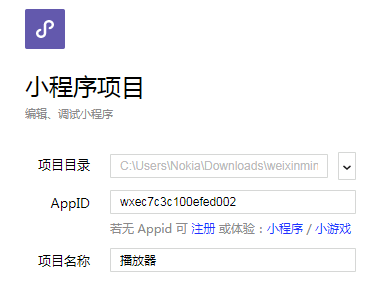 小程序项目
编辑、调试小程序
项目目录 C:\Users\Nokia\Downloads\weixinmin
AppID wxec7c3c100efed002
若无 Appid 可 注册 或体验：小程序 / 小游戏
项目名称 播放器